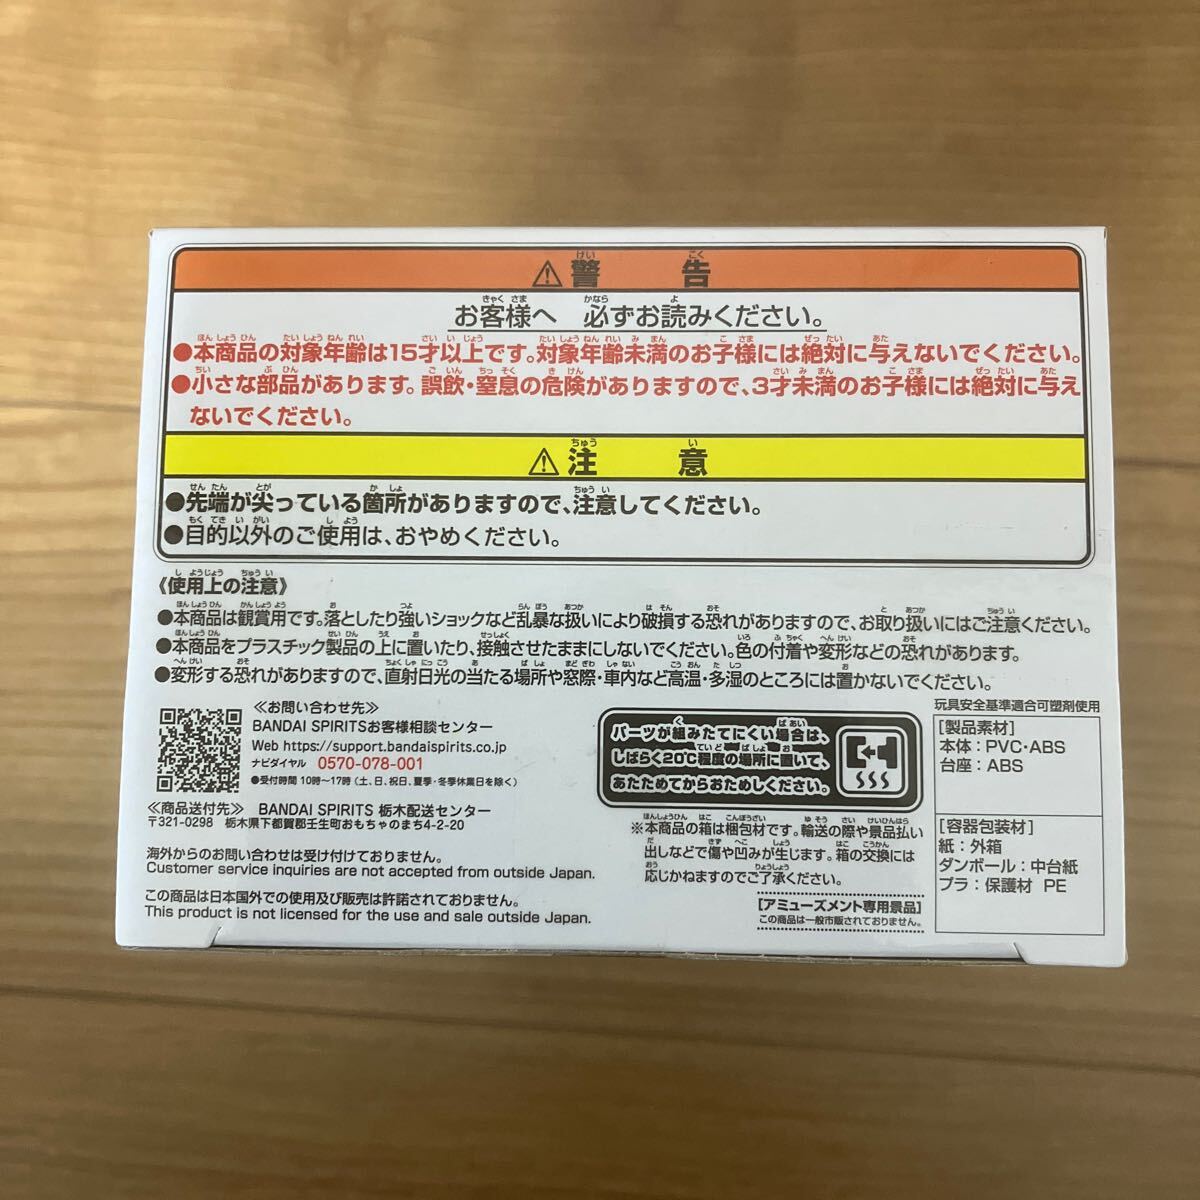 ⚠警告
お客様へ 必ずお読みください。
●本商品の対象年齢は15才以上です。対象年齢未満のお子様には絶対に与えないでください。
●小さな部品があります。誤飲・窒息の危険がありますので、3才未満のお子様には絶対に与え
ないでください。
⚠注意
●先端が尖っている箇所がありますので、注意してください。
●目的以外のご使用は、おやめください。
《使用上の注意》
●本商品は観賞用です。落としたり強いショックなど乱暴な扱いにより破損する恐れがありますので、お取り扱いにはご注意ください。
●本商品をプラスチック製品の上に置いたり、接触させたままにしないでください。色の付着や変形などの恐れがあります。
●変形する恐れがありますので、直射日光の当たる場所や窓際・車内など高温・多湿のところには置かないでください。
≪お問い合わせ先≫
BANDAI SPIRITSお客様相談センター
Web https://support.bandaispirits.co.jp
ナビダイヤル 0570-078-001
●受付時間 10時〜17時(土、日、祝日、夏季・冬季休業日を除く)
≪商品送付先≫ BANDAI SPIRITS 栃木配送センター
〒321-0298 栃木県下都賀郡壬生町おもちゃのまち4-2-20
海外からのお問い合わせは受け付けておりません。
Customer service inquiries are not accepted from outside Japan.
この商品は日本国外での使用及び販売は許諾されておりません。
This product is not licensed for the use and sale outside Japan.
パーツが組みたてにくい場合は、
しばらく20℃程度の場所に置いて、
あたためてからおためしください。
※本商品の箱は梱包材です。輸送の際や景品払い
出しなどで傷や凹みが生じます。箱の交換には
応じかねますのでご了承ください。
[アミューズメント専用景品]
この商品は一般市販されておりません。
玩具安全基準適合可塑剤使用
[製品素材]
本体:PVC・ABS
台座:ABS
[容器包装材]
紙:外箱
ダンボール:中台紙
プラ:保護材 PE